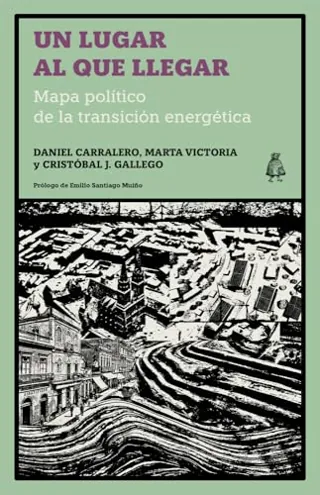 UN LUGAR
AL QUE LLEGAR
Mapa político
de la transición energética
DANIEL CARRALERO, MARTA VICTORIA
y CRISTÓBAL J. GALLEGO
Prólogo de Emilio Santiago Muiño